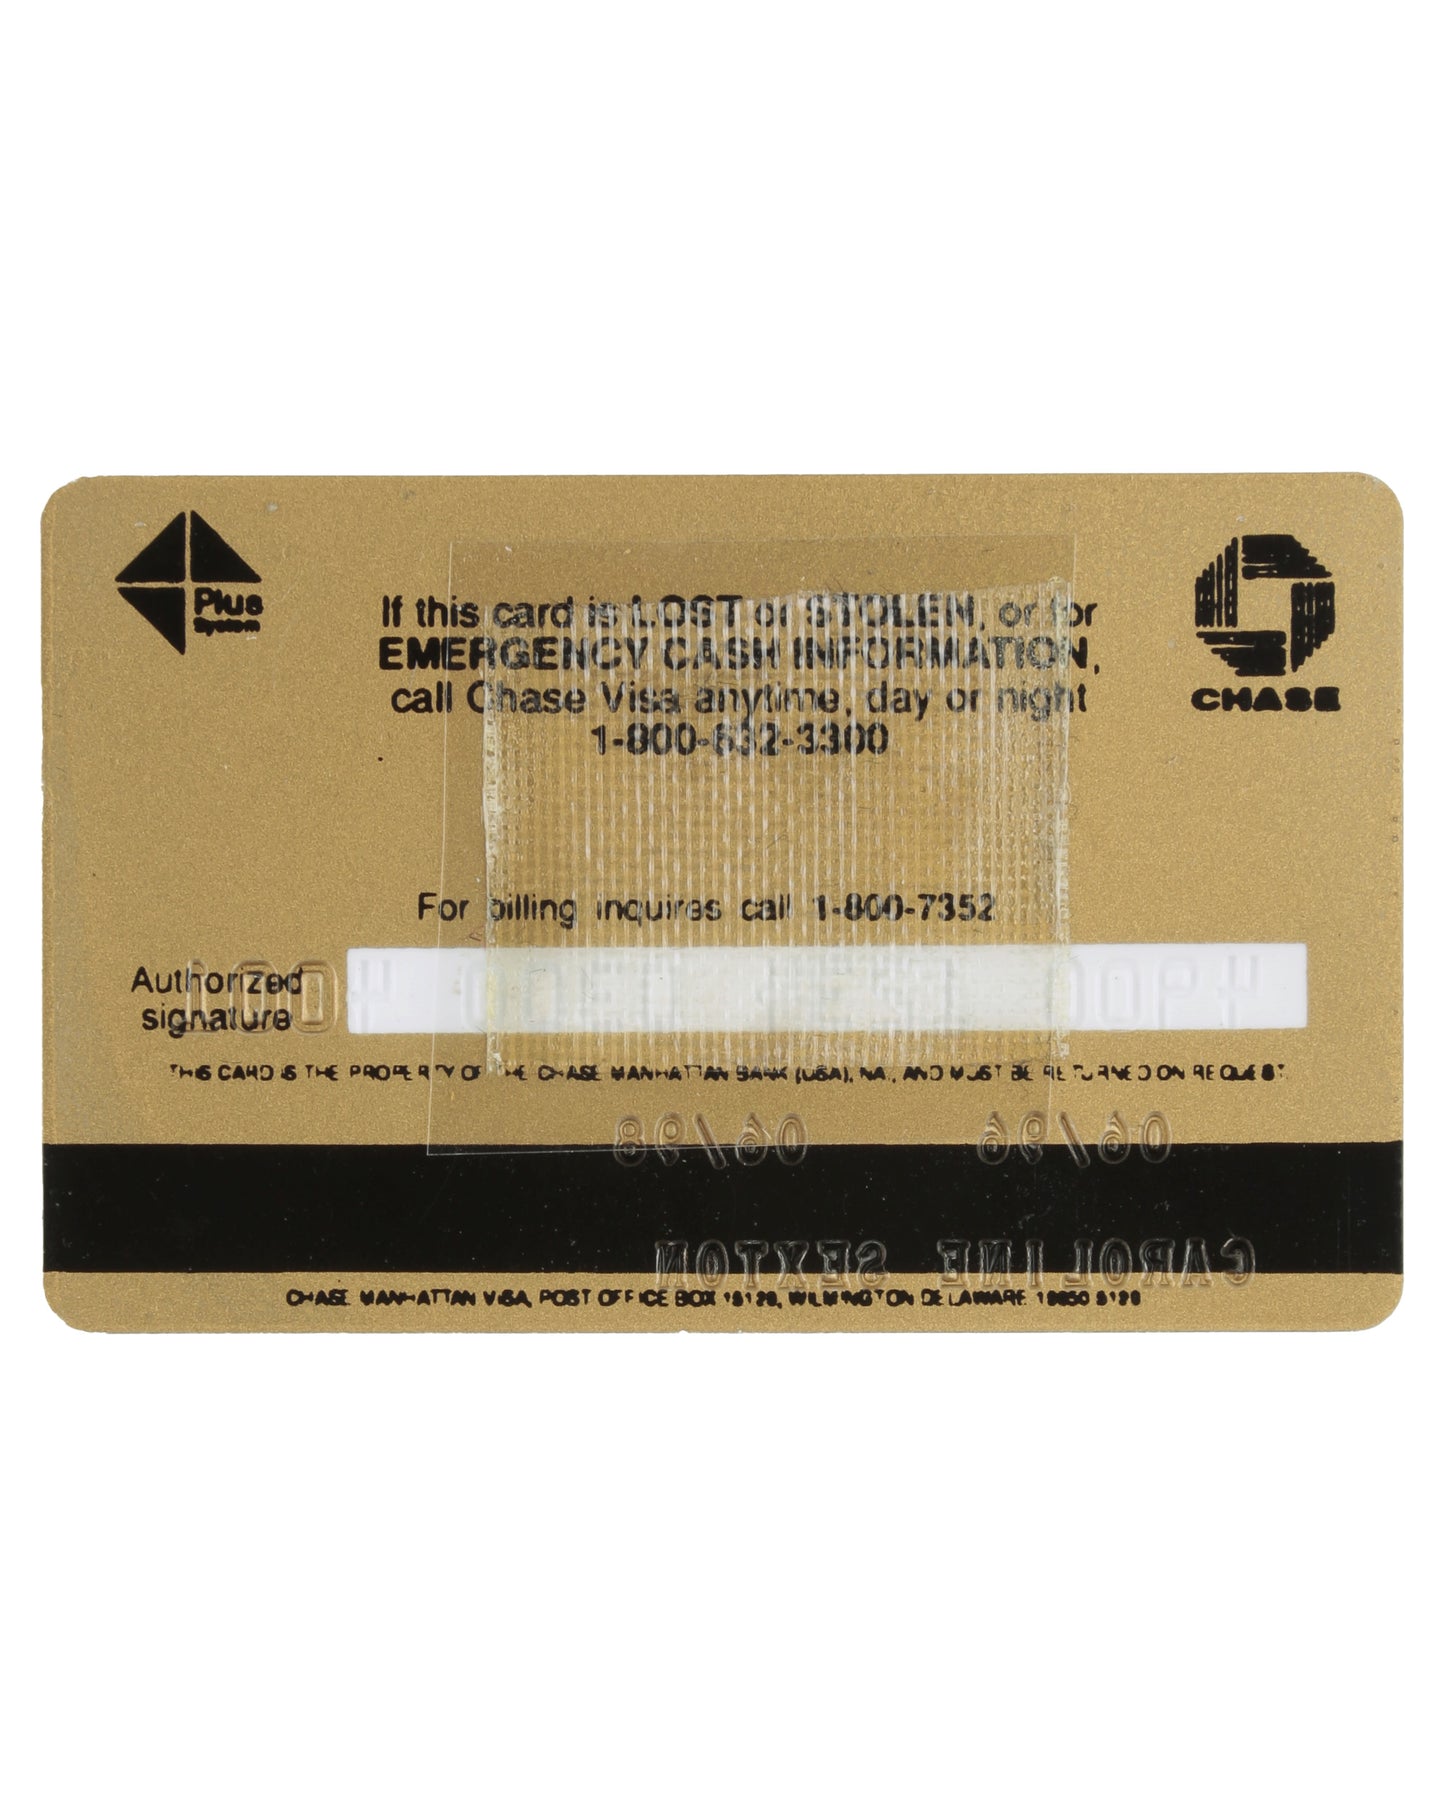 Plus
System
CHASE
If this card is LOST or STOLEN, or for
EMERGENCY CASH INFORMATION,
call Chase Visa anytime, day or night
1-800-632-3300
For billing inquires call 1-800-7352
Authorized
signature
THIS CARD IS THE PROPERTY OF THE CHASE MANHATTAN BANK (USA), NA., AND MUST BE RETURNED ON REQUEST.
06/96 06/98
CAROLINE SEXTON
CHASE MANHATTAN VISA, POST OFFICE BOX WILMINGTON DELAWARE